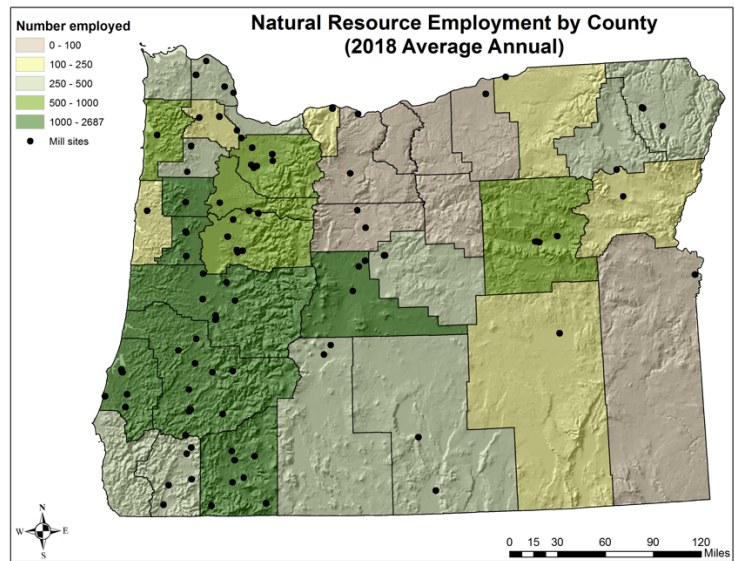 Natural Resource Employment by County
(2018 Average Annual)
Number employed
0 - 100
100 - 250
250 - 500
500 - 1000
1000 - 2687
Mill sites
N
W E
S
0 15 30 60 90 120
Miles